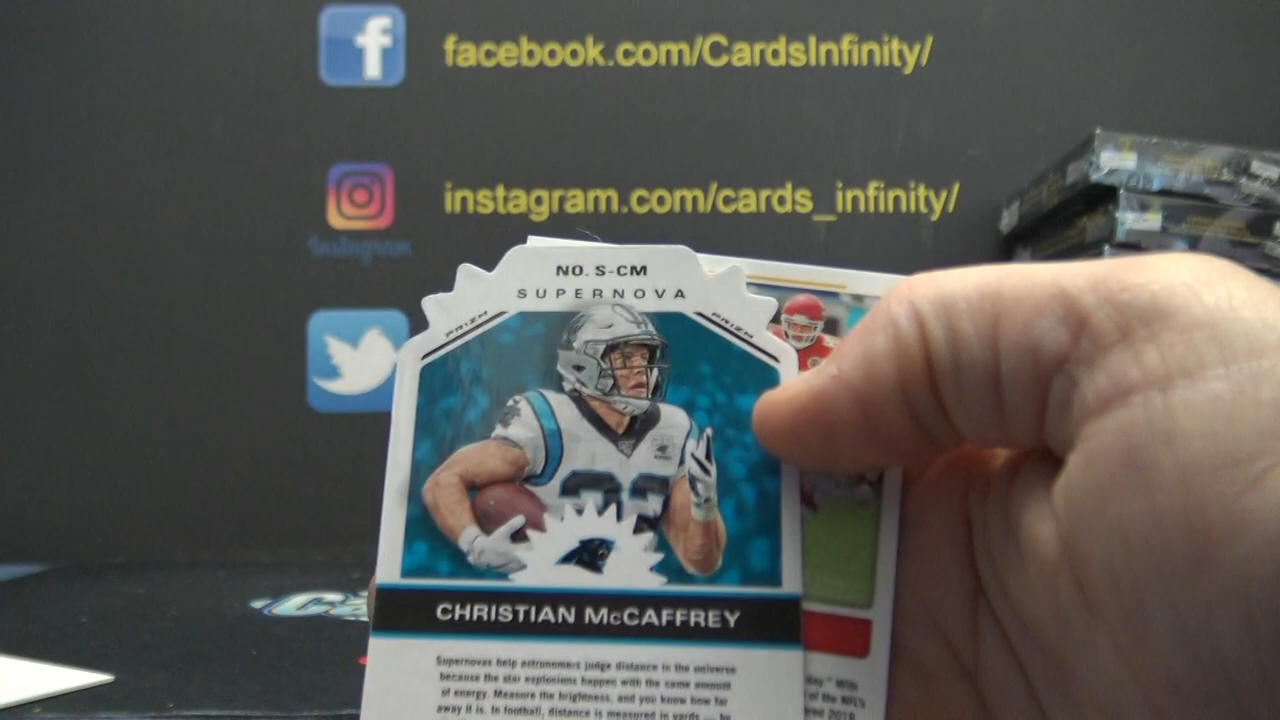 facebook.com/CardsInfinity/
instagram.com/cards_infinity/
Instagram
NO. S-CM
SUPERNOVA
PRIZM
PRIZM
CHRISTIAN McCAFFREY
Supernovas help astronomers judge distance in the universe
because the star explosions happen with the same amount
of energy. Measure the brightness, and you know how far
away it is. In football, distance is measured in yards — by